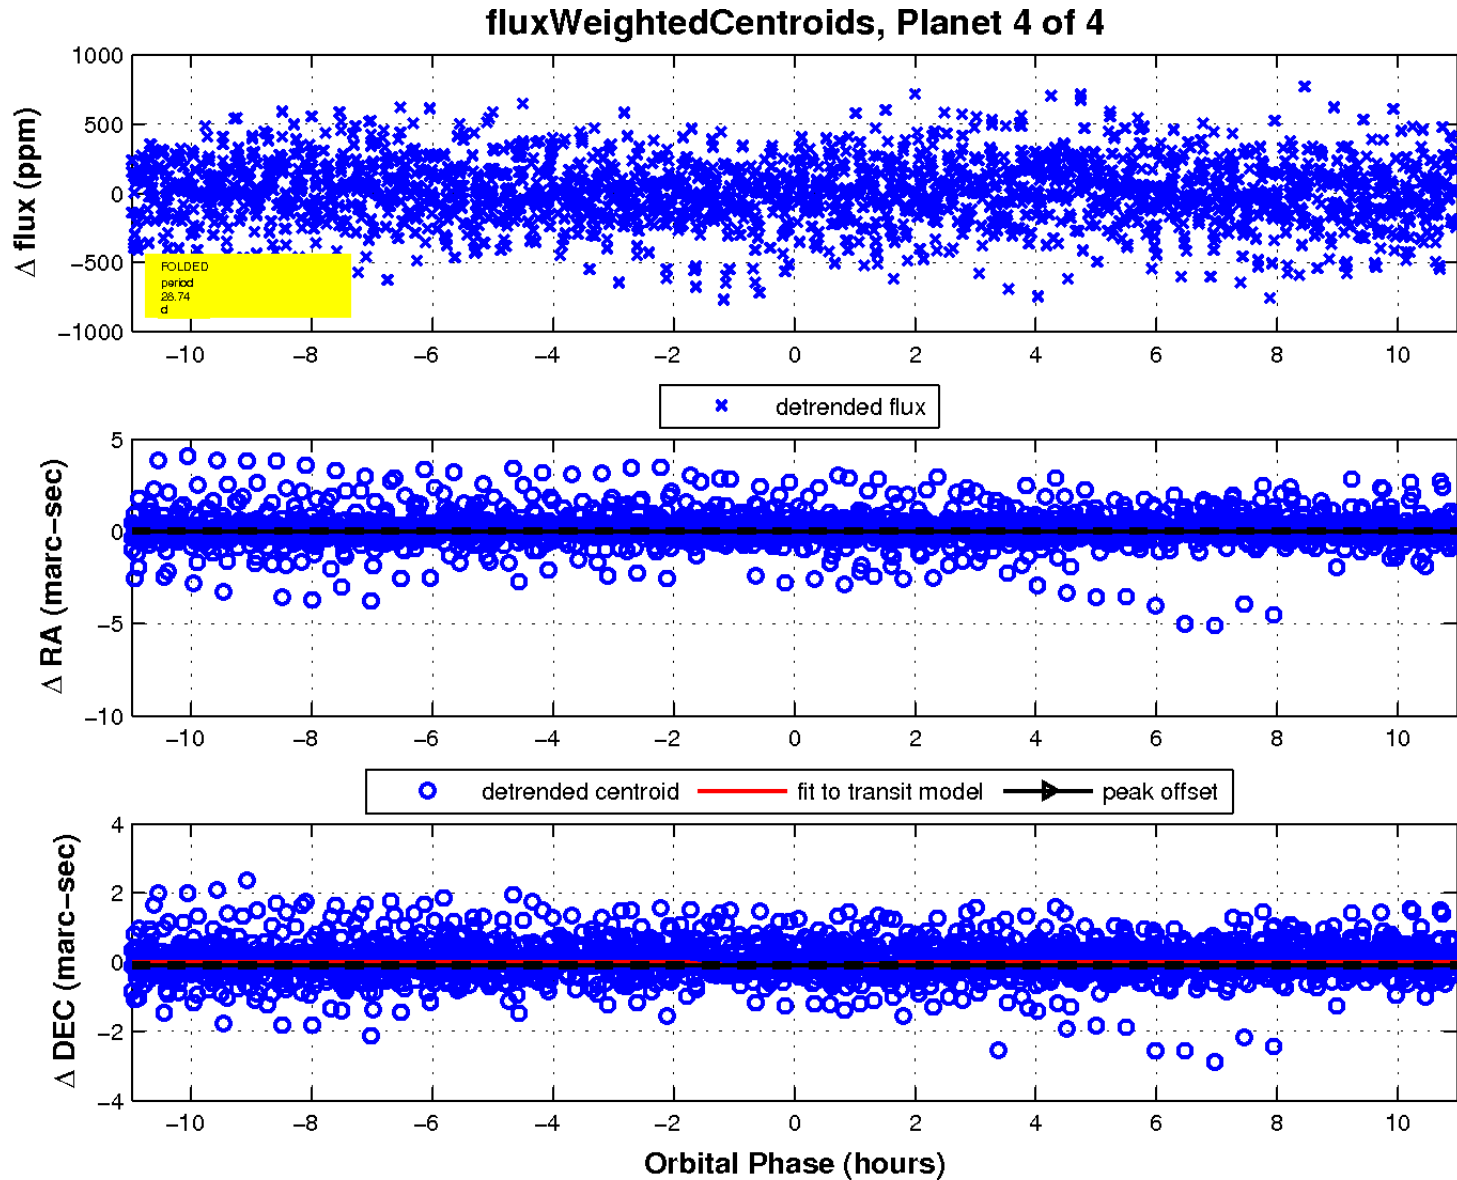 fluxWeightedCentroids, Planet 4 of 4
Δ flux (ppm)
1000
500
0
−500
−1000
FOLDED
period
28.74
d
−10 −8 −6 −4 −2 0 2 4 6 8 10
detrended flux
Δ RA (marc−sec)
5
0
−5
−10
−10 −8 −6 −4 −2 0 2 4 6 8 10
detrended centroid fit to transit model peak offset
Δ DEC (marc−sec)
4
2
0
−2
−4
−10 −8 −6 −4 −2 0 2 4 6 8 10
Orbital Phase (hours)